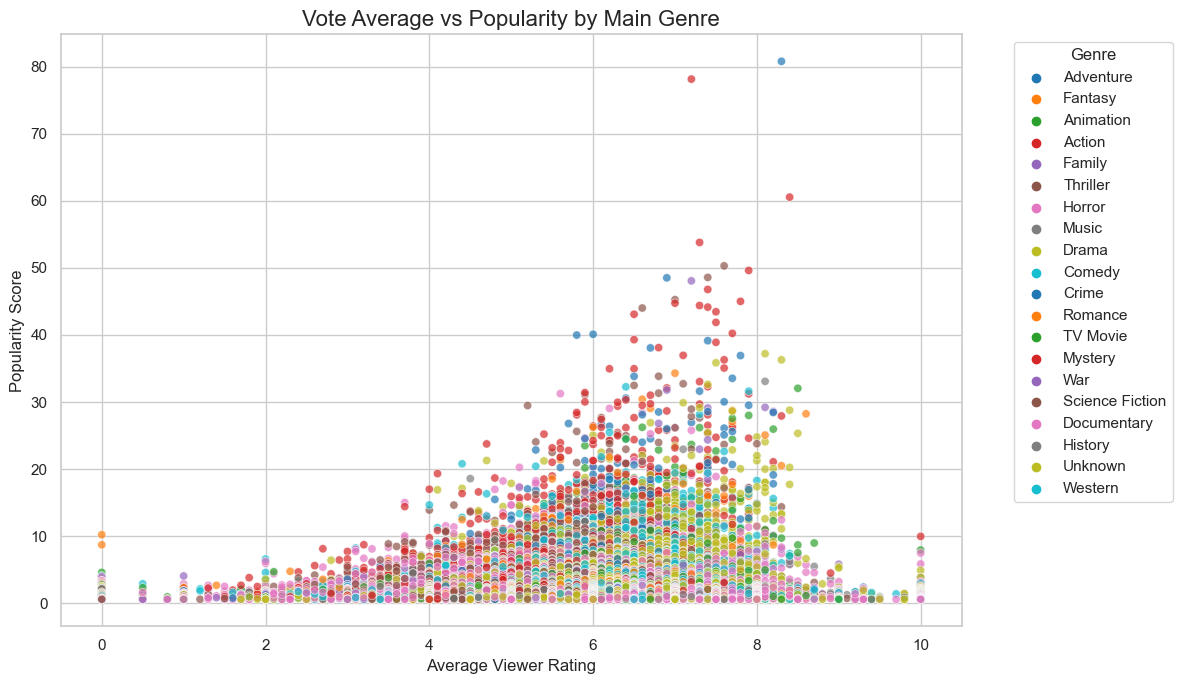 Vote Average vs Popularity by Main Genre
Popularity Score
80
70
60
50
40
30
20
10
0
0 2 4 6 8 10
Average Viewer Rating
Genre
Adventure
Fantasy
Animation
Action
Family
Thriller
Horror
Music
Drama
Comedy
Crime
Romance
TV Movie
Mystery
War
Science Fiction
Documentary
History
Unknown
Western